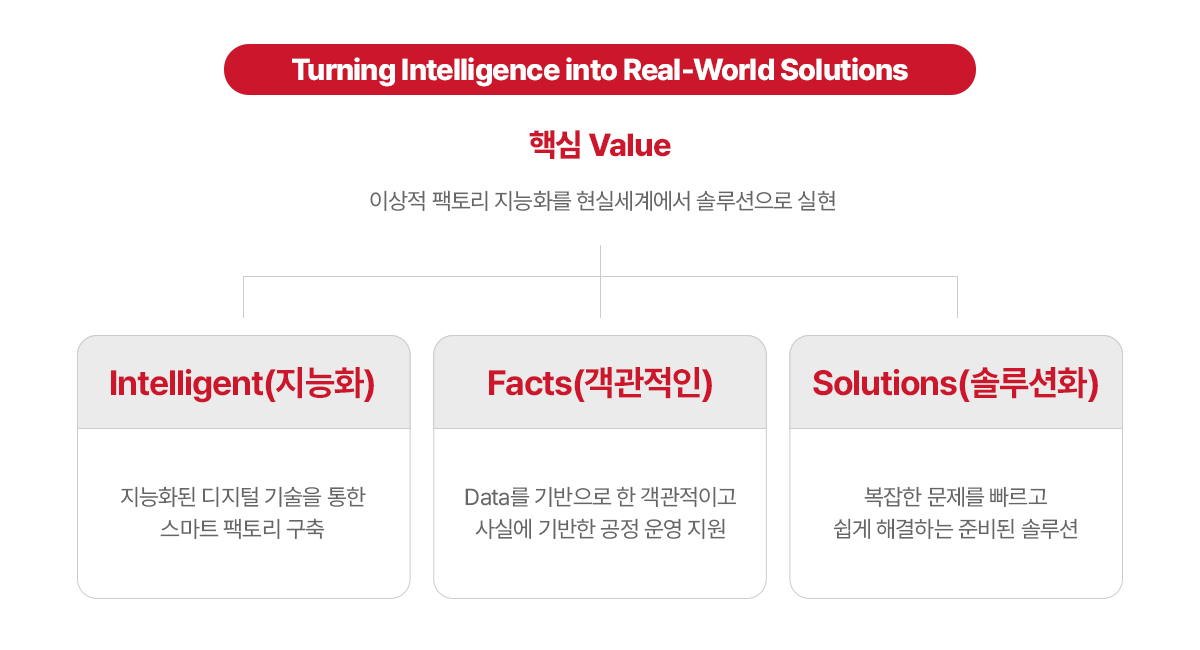 Turning Intelligence into Real-World Solutions
핵심 Value
이상적 팩토리 지능화를 현실세계에서 솔루션으로 실현
Intelligent(지능화)
지능화된 디지털 기술을 통한
스마트 팩토리 구축
Facts(객관적인)
Data를 기반으로 한 객관적이고
사실에 기반한 공정 운영 지원
Solutions(솔루션화)
복잡한 문제를 빠르고
쉽게 해결하는 준비된 솔루션